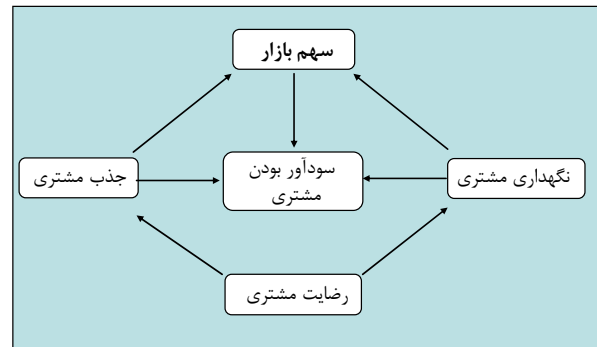 سهم بازار
سودآور بودن
مشتری
نگهداری مشتری
جذب مشتری
رضایت مشتری